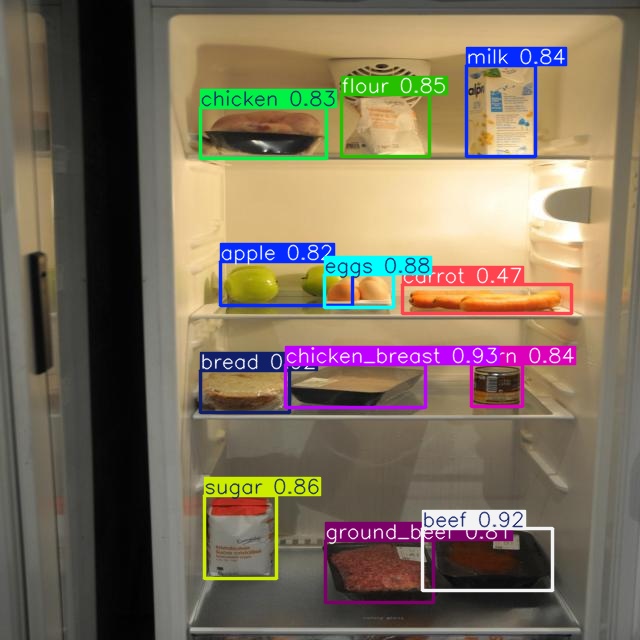 milk 0.84
flour 0.85
chicken 0.83
alpr
apple 0.82
eggs 0.88
carrot 0.47
bread 0.92
chicken_breast 0.93
n 0.84
sugar 0.86
beef 0.92
ground_beef 0.81